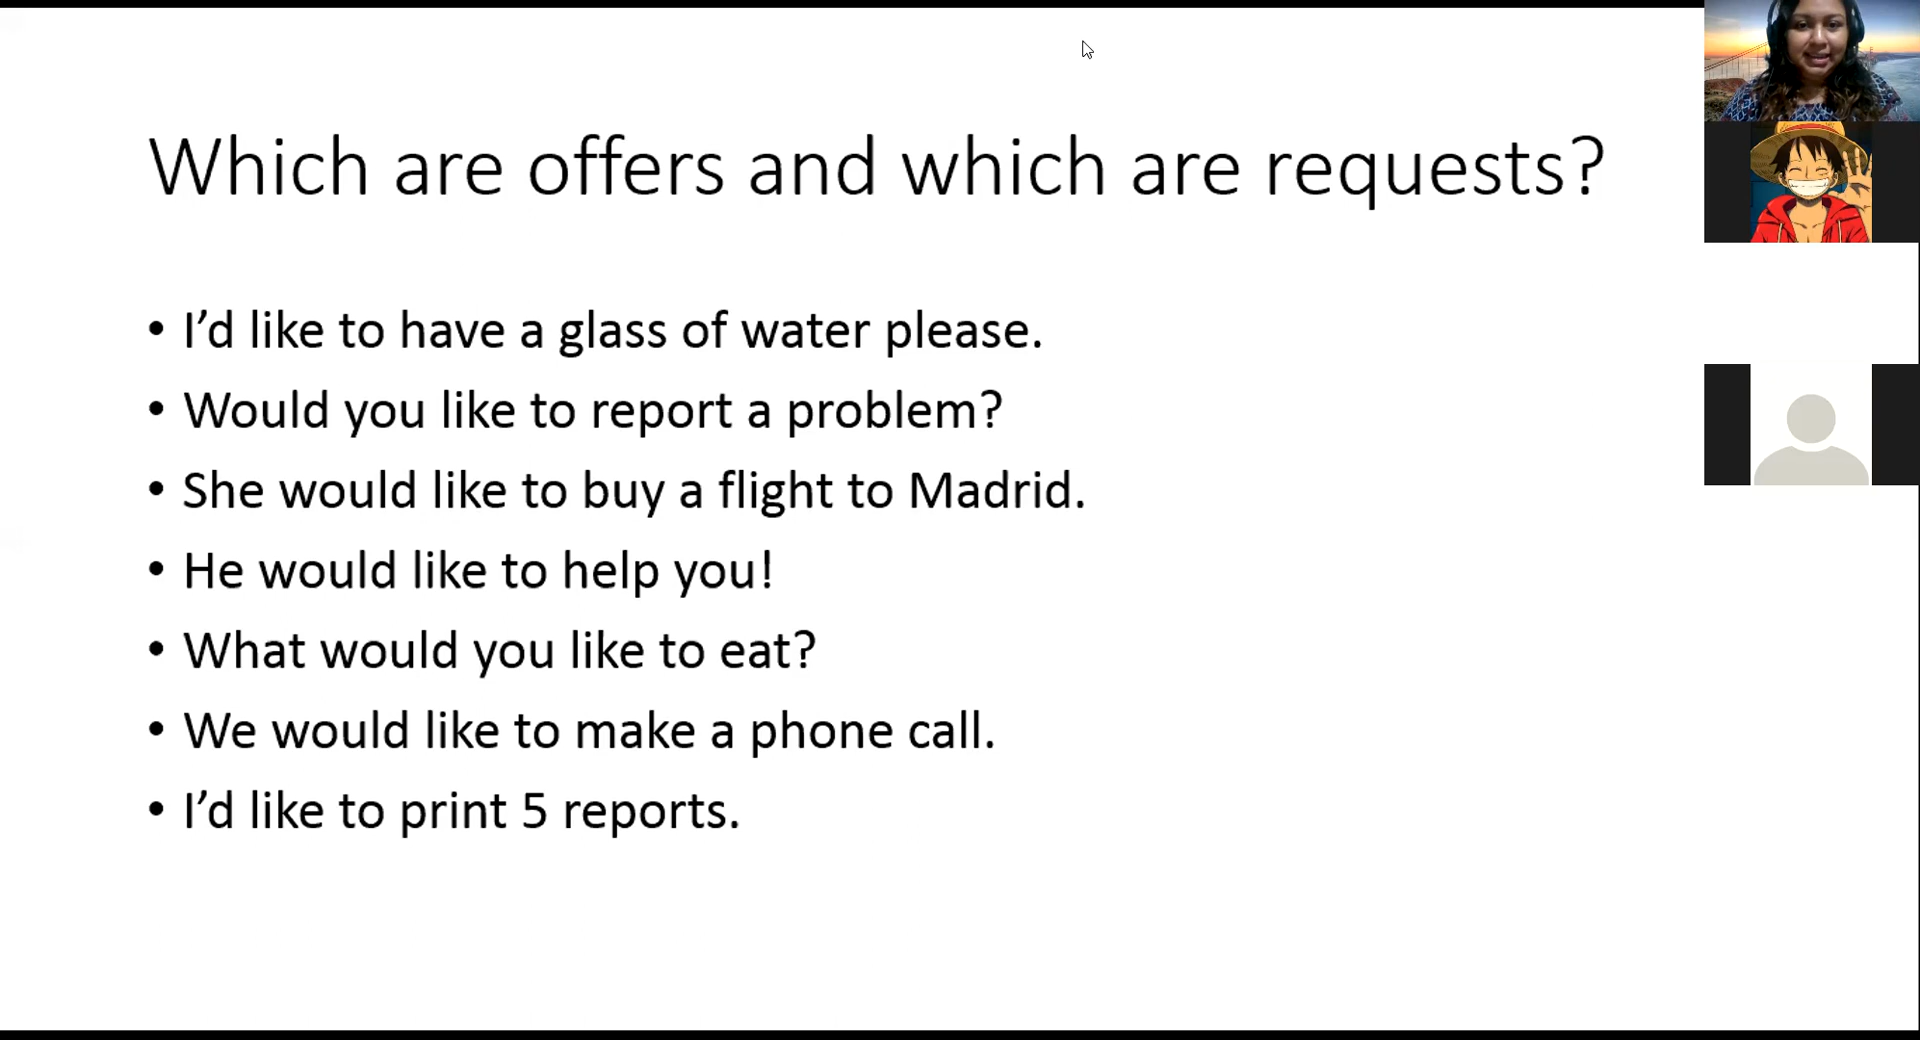 Which are offers and which are requests?
• I’d like to have a glass of water please.
• Would you like to report a problem?
• She would like to buy a flight to Madrid.
• He would like to help you!
• What would you like to eat?
• We would like to make a phone call.
• I’d like to print 5 reports.